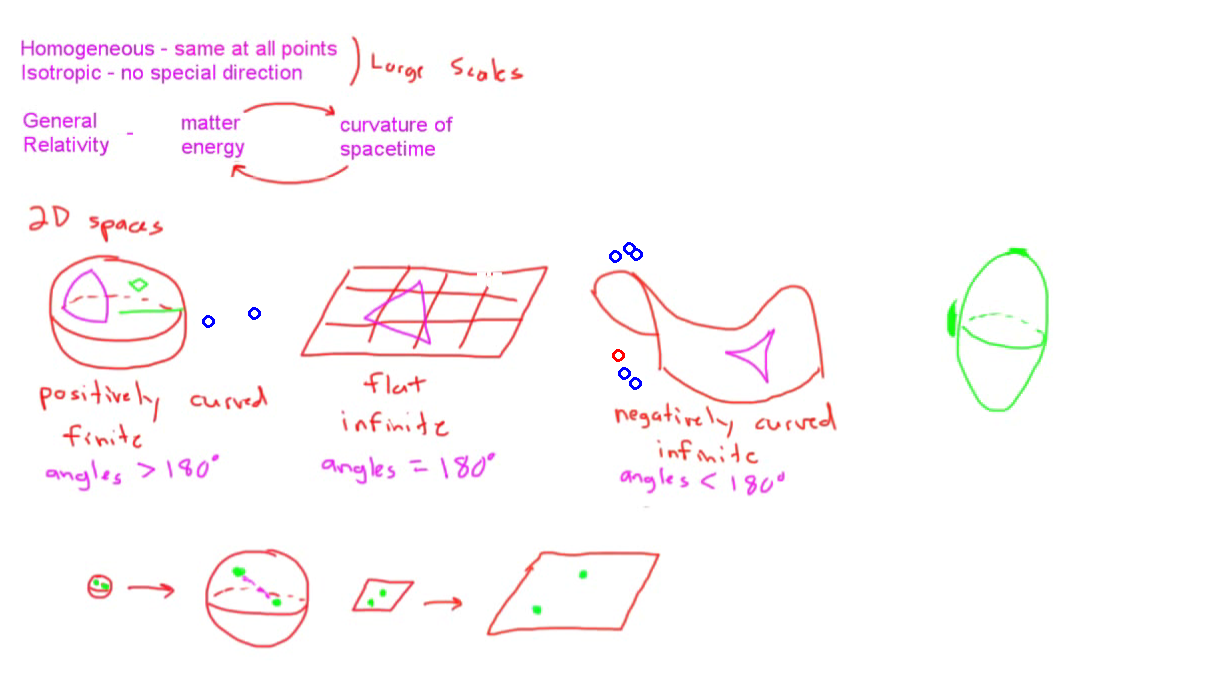 Homogeneous - same at all points
Isotropic - no special direction
Large Scales
General Relativity -
matter energy
curvature of spacetime
2D spaces
positively curved
finite
angles > 180°
flat
infinite
angles = 180°
negatively curved
infinite
angles < 180°